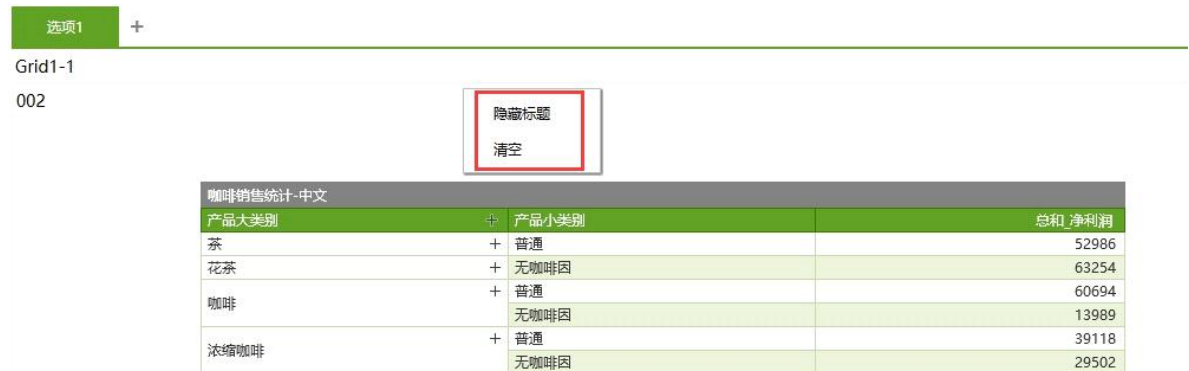 选项1 +
Grid1-1
002
隐藏标题
清空
咖啡销售统计-中文
产品大类别 + 产品小类别 总和_净利润
茶 + 普通 52986
花茶 + 无咖啡因 63254
咖啡 + 普通 60694
无咖啡因 13989
浓缩咖啡 + 普通 39118
无咖啡因 29502